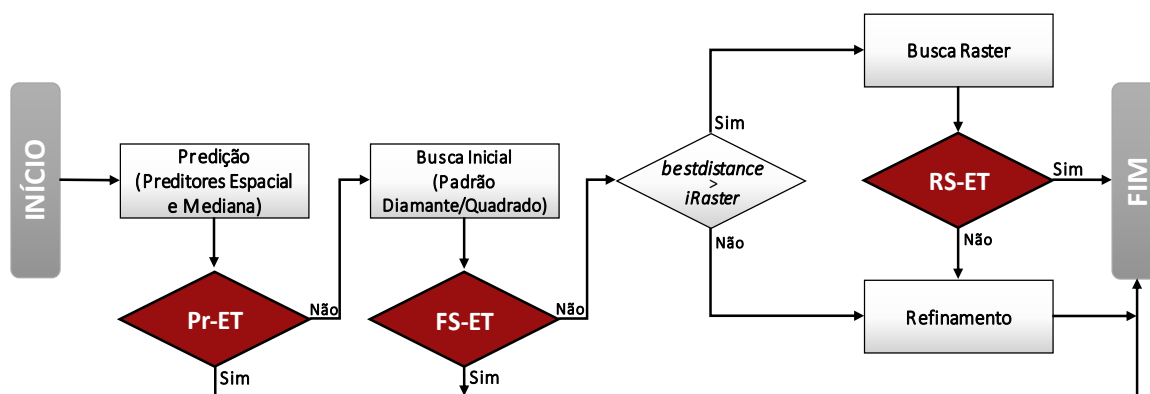 INÍCIO
Predição
(Preditores Espacial
e Mediana)
Pr-ET
Não
Sim
Busca Inicial
(Padrão
Diamante/Quadrado)
FS-ET
Não
Sim
bestdistance
>
iRaster
Sim
Não
Busca Raster
RS-ET
Sim
Não
Refinamento
FIM